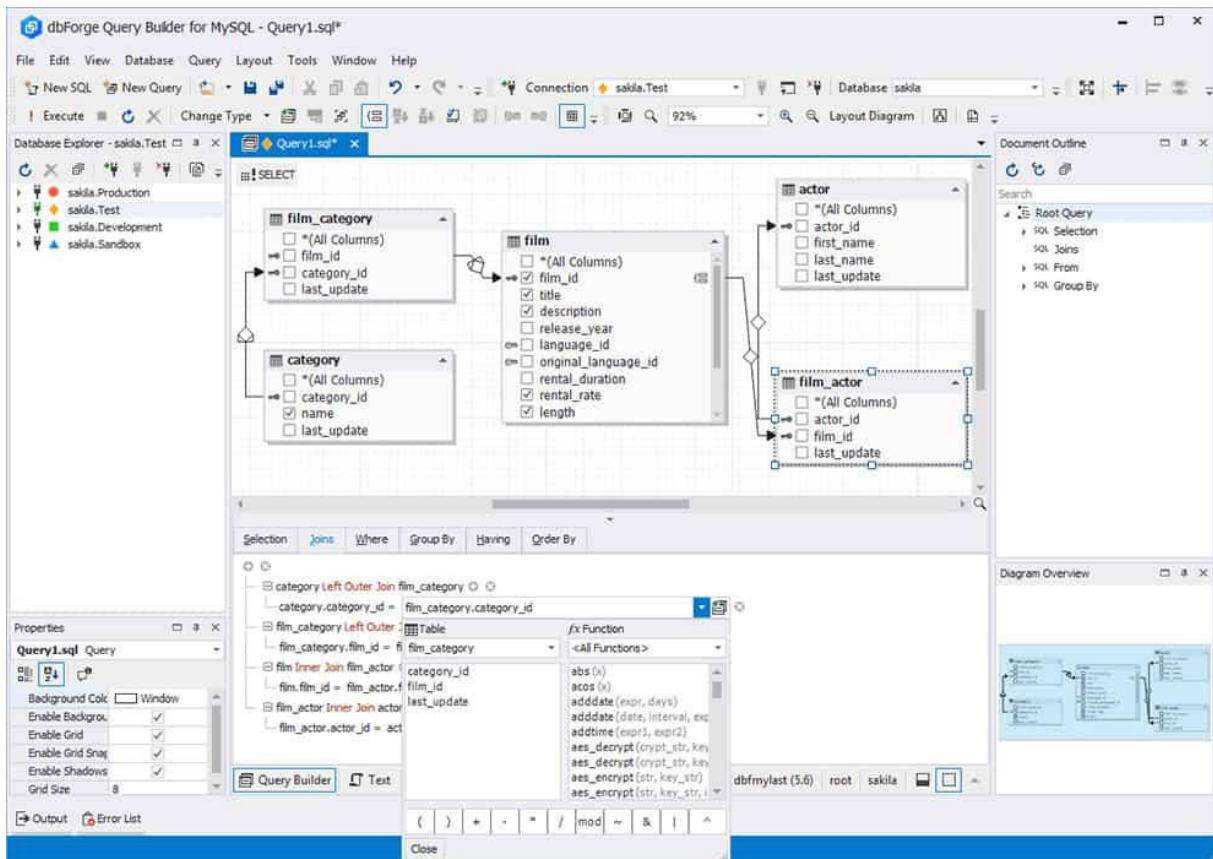 dbForge Query Builder for MySQL - Query1.sql*
File Edit View Database Query Layout Tools Window Help
New SQL New Query Connection sakila.Test Database sakila
Execute Change Type 92% Layout Diagram
Database Explorer - sakila.Test
sakila.Production
sakila.Test
sakila.Development
sakila.Sandbox
Query1.sql*
SELECT
film_category
*(All Columns)
film_id
category_id
last_update
category
*(All Columns)
category_id
name
last_update
film
*(All Columns)
film_id
title
description
release_year
language_id
original_language_id
rental_duration
rental_rate
length
actor
*(All Columns)
actor_id
first_name
last_name
last_update
film_actor
*(All Columns)
actor_id
film_id
last_update
Document Outline
Search
Root Query
SQL Selection
SQL Joins
SQL From
SQL Group By
Selection Joins Where Group By Having Order By
category Left Outer Join film_category
category.category_id = film_category.category_id
film_category Left Outer J
film_category.film_id = fi
film Inner Join film_actor
film.film_id = film_actor.f
film_actor Inner Join actor
film_actor.actor_id = act
Table
film_category
category_id
film_id
last_update
fx Function
<All Functions>
abs (x)
acos (x)
adddate (expr, days)
adddate (date, interval, exp
addtime (expr1, expr2)
aes_decrypt (crypt_str, key
aes_decrypt (crypt_str, key
aes_encrypt (str, key_str)
aes_encrypt (str, key_str, i
( ) + - * / mod ~ & | ^
Close
Properties
Query1.sql Query
Background Colc Window
Enable Backgrou
Enable Grid
Enable Grid Snap
Enable Shadows
Grid Size 8
Query Builder Text
dbfmylast (5.6) root sakila
Diagram Overview
Output Error List